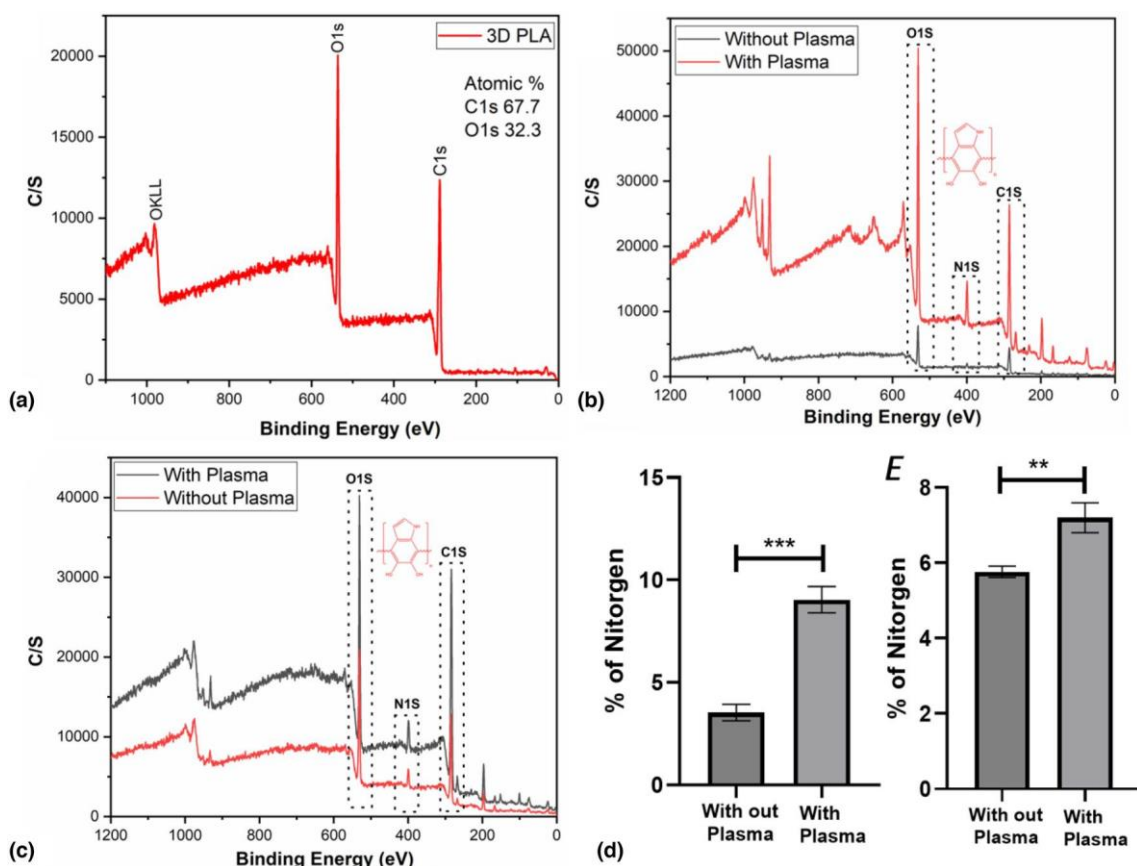 3D PLA
Atomic %
C1s 67.7
O1s 32.3
O1s
C1s
OKLL
20000
15000
10000
5000
0
C/S
1000 800 600 400 200 0
Binding Energy (eV)
(a)
Without Plasma
With Plasma
O1S
N1S
C1S
50000
40000
30000
20000
10000
0
C/S
1200 1000 800 600 400 200 0
Binding Energy (eV)
(b)
With Plasma
Without Plasma
O1S
N1S
C1S
40000
30000
20000
10000
0
C/S
1200 1000 800 600 400 200 0
Binding Energy (eV)
(c)
15
10
5
0
% of Nitorgen
***
With out
Plasma
With
Plasma
(d)
E
8
6
4
2
0
% of Nitorgen
**
With out
Plasma
With
Plasma